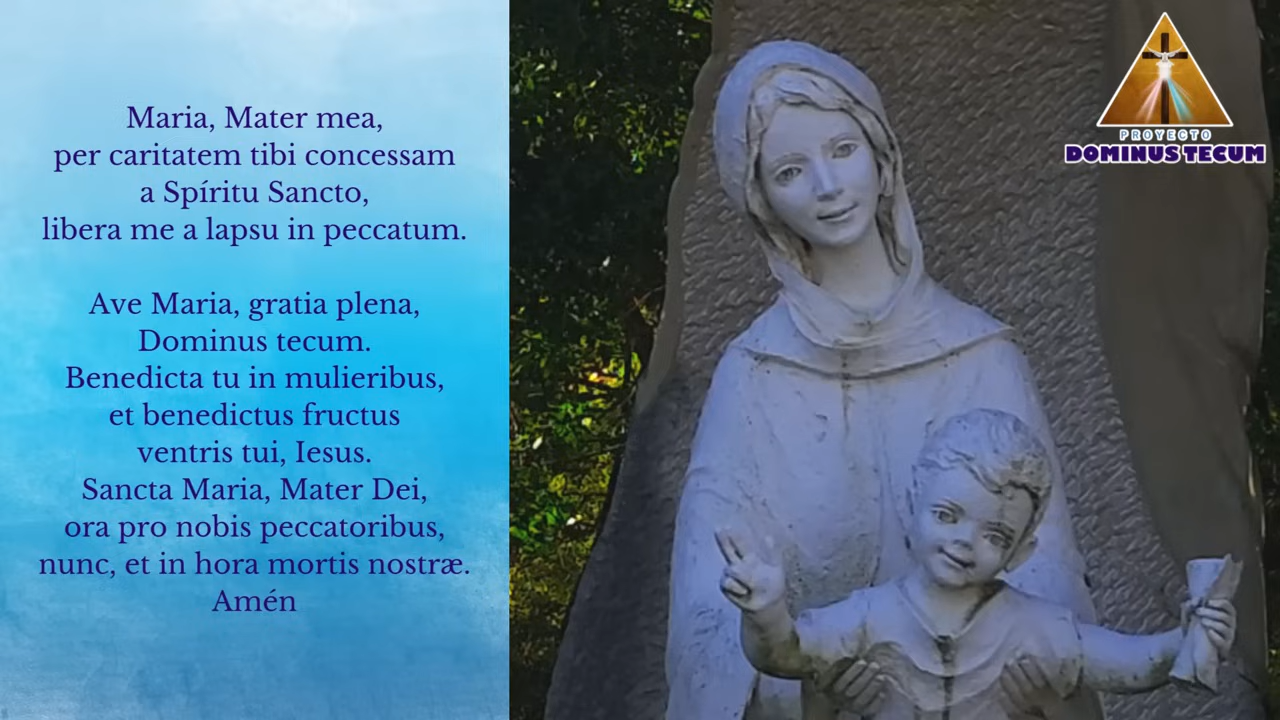 Maria, Mater mea,
per caritatem tibi concessam
a Spíritu Sancto,
libera me a lapsu in peccatum.
Ave Maria, gratia plena,
Dominus tecum.
Benedicta tu in mulieribus,
et benedictus fructus
ventris tui, Iesus.
Sancta Maria, Mater Dei,
ora pro nobis peccatoribus,
nunc, et in hora mortis nostræ.
Amén
PROYECTO
DOMINUS TECUM